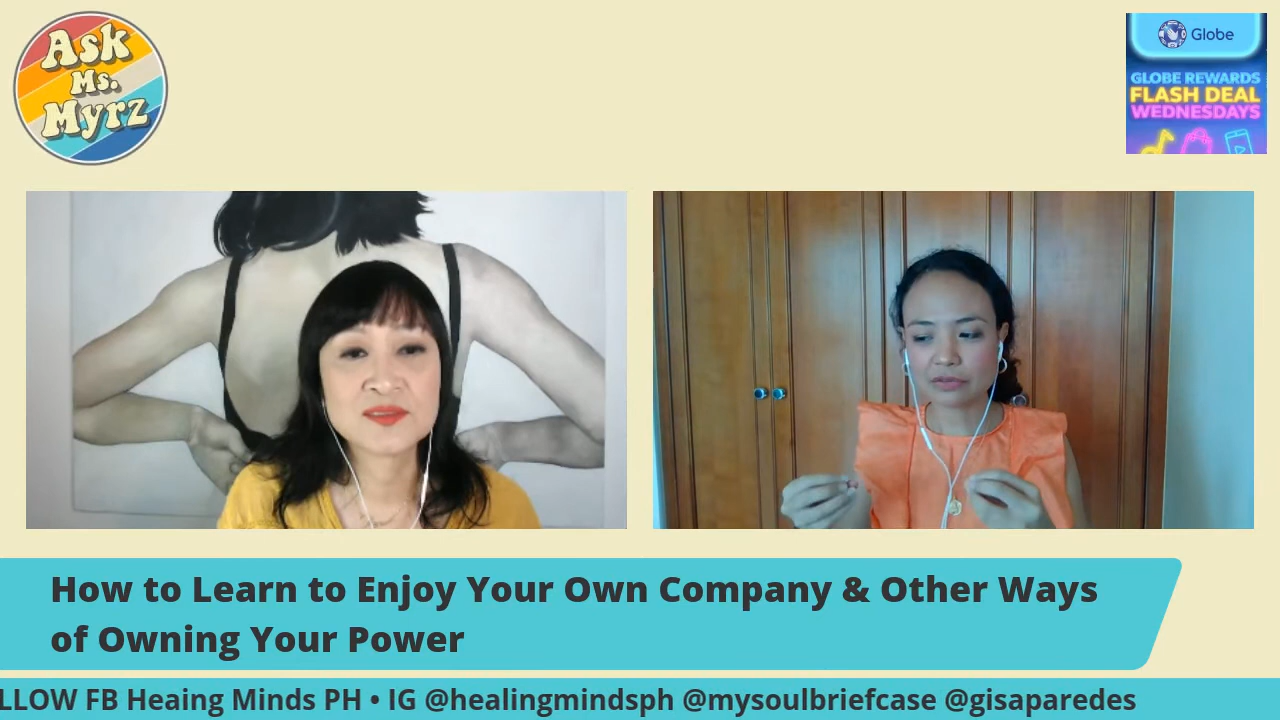 Ask
Ms.
Myrz
Globe
GLOBE REWARDS
FLASH DEAL
WEDNESDAYS
How to Learn to Enjoy Your Own Company & Other Ways
of Owning Your Power
LLOW FB Heaing Minds PH • IG @healingmindsph @mysoulbriefcase @gisaparedes